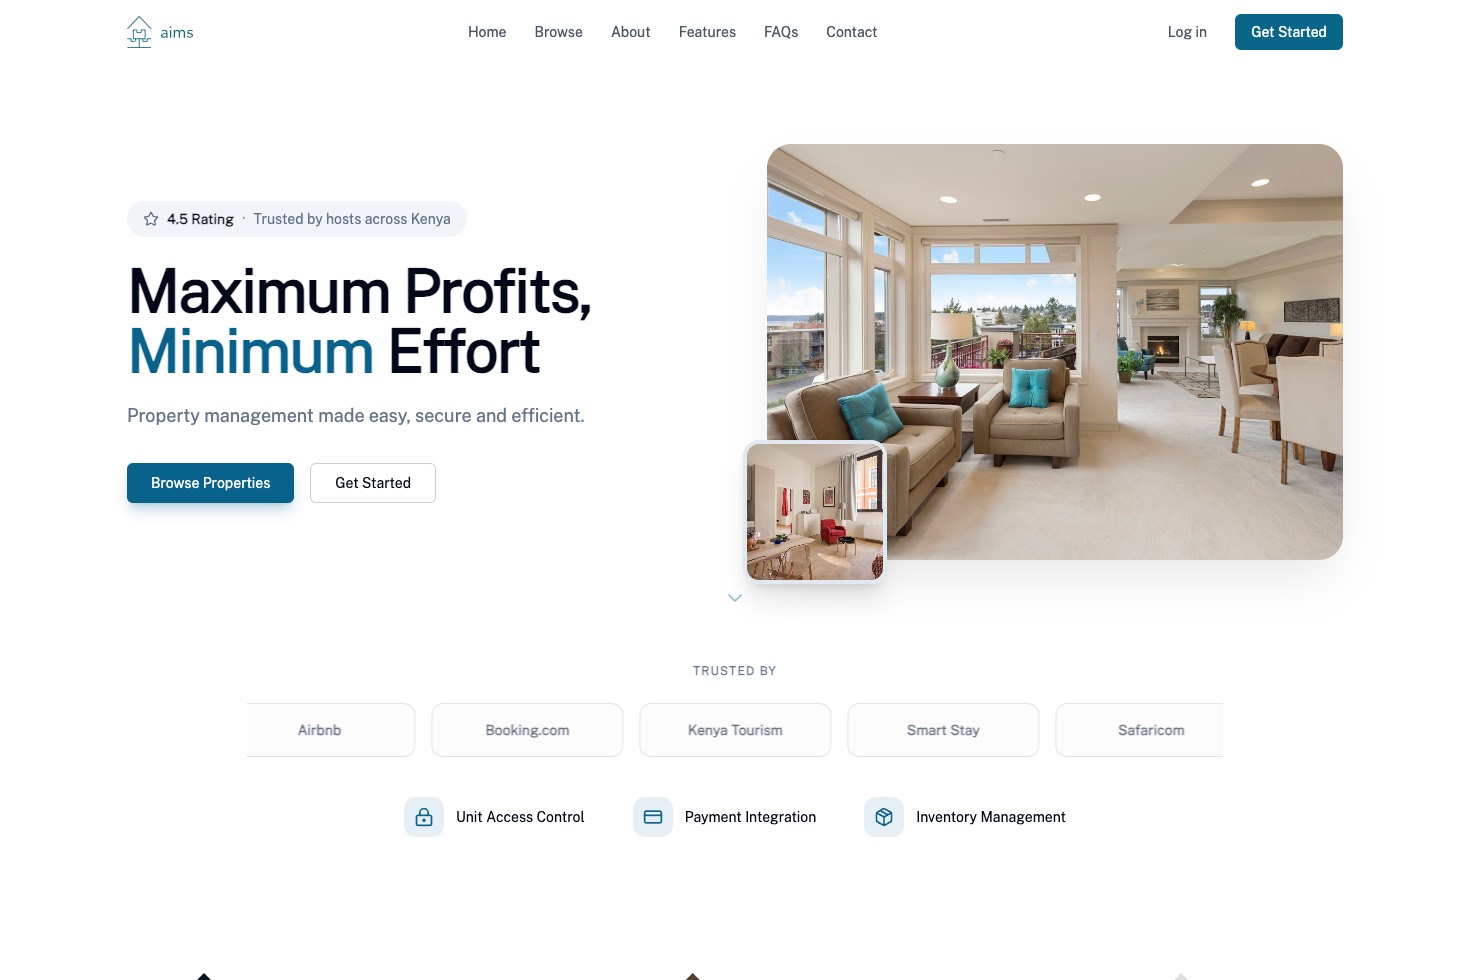 aims
Home
Browse
About
Features
FAQs
Contact
Log in
Get Started
4.5 Rating · Trusted by hosts across Kenya
Maximum Profits,
Minimum Effort
Property management made easy, secure and efficient.
Browse Properties
Get Started
TRUSTED BY
Airbnb
Booking.com
Kenya Tourism
Smart Stay
Safaricom
Unit Access Control
Payment Integration
Inventory Management